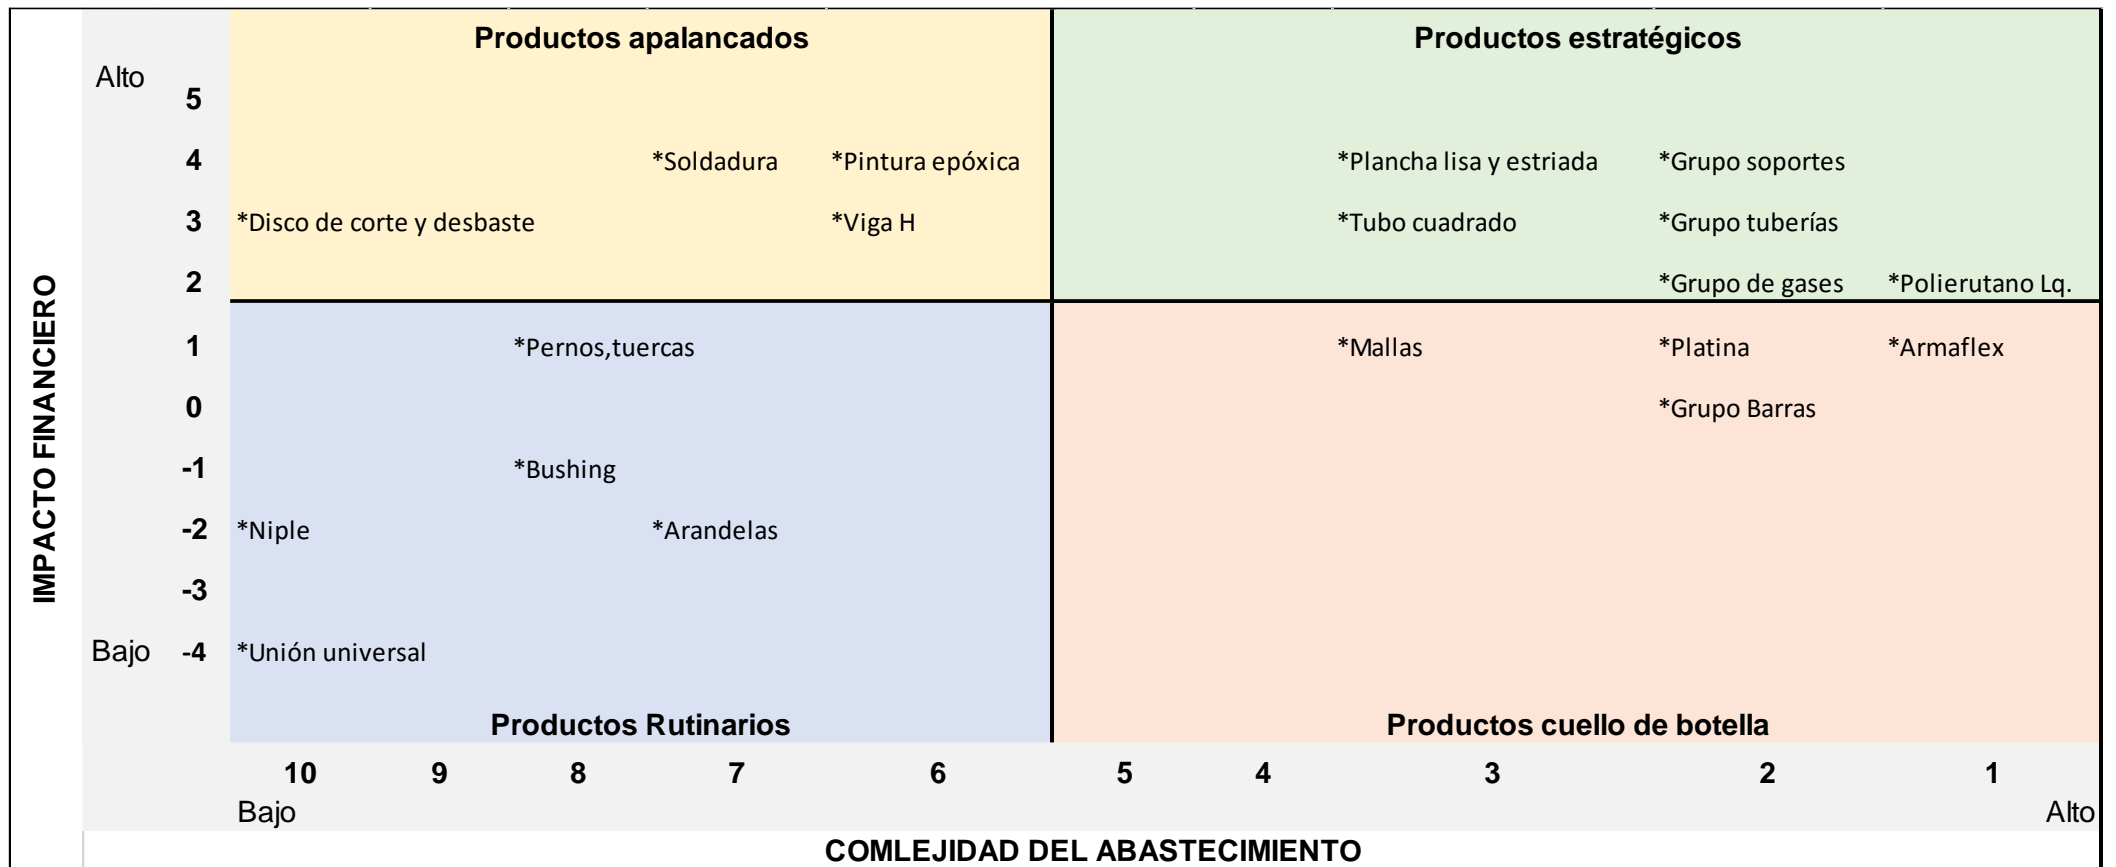 Productos apalancados Productos estratégicos
Alto
5
4 *Soldadura *Pintura epóxica *Plancha lisa y estriada *Grupo soportes
3 *Disco de corte y desbaste *Viga H *Tubo cuadrado *Grupo tuberías
2 *Grupo de gases *Polierutano Lq.
IMPACTO FINANCIERO
1 *Pernos,tuercas *Mallas *Platina *Armaflex
0 *Grupo Barras
-1 *Bushing
-2 *Niple *Arandelas
-3
Bajo -4 *Unión universal
Productos Rutinarios Productos cuello de botella
10 9 8 7 6 5 4 3 2 1
Bajo Alto
COMLEJIDAD DEL ABASTECIMIENTO